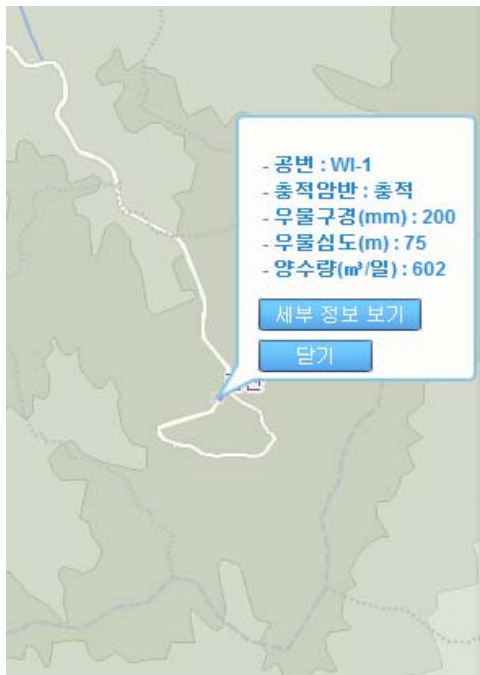 - 공번 : WI-1
- 충적암반 : 충적
- 우물구경(mm) : 200
- 우물심도(m) : 75
- 양수량(㎥/일) : 602
세부 정보 보기
닫기